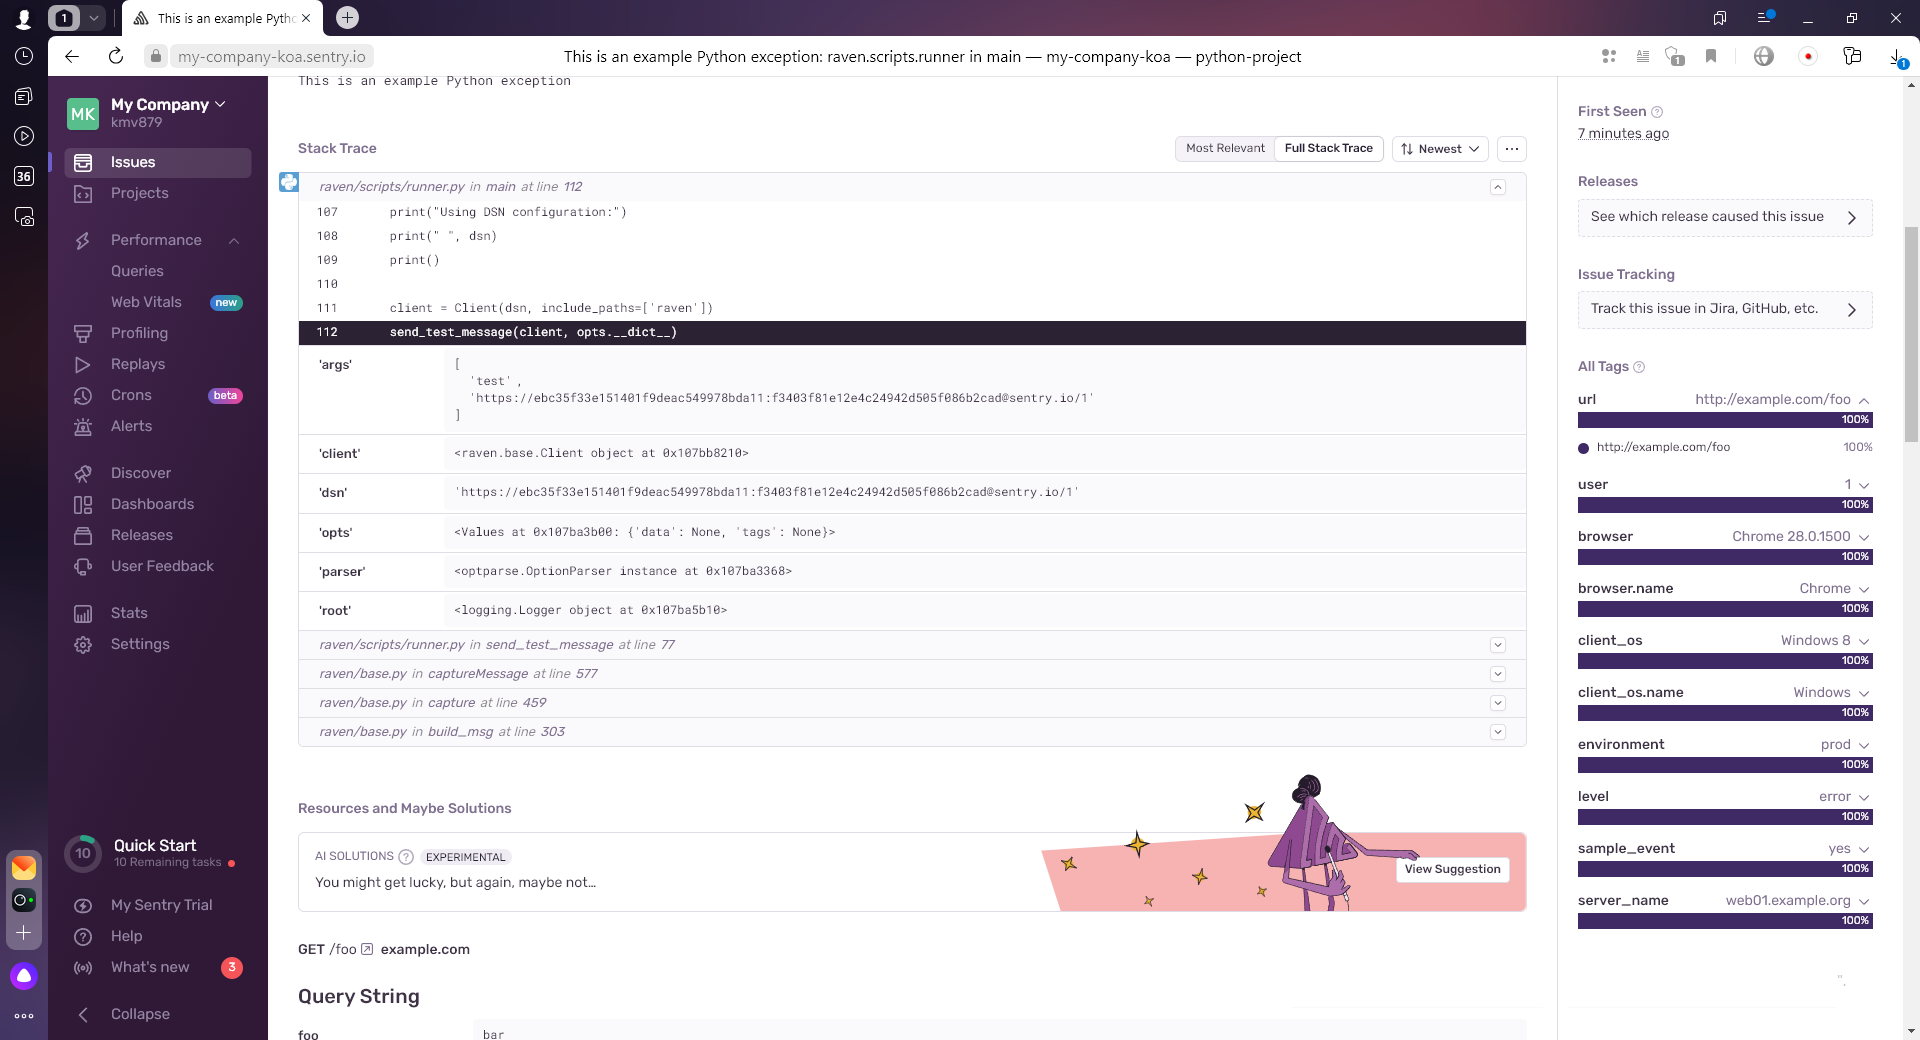 1
This is an example Pytho
my-company-koa.sentry.io
This is an example Python exception: raven.scripts.runner in main — my-company-koa — python-project
1
1
36
MK
My Company
kmv879
Issues
Projects
Performance
Queries
Web Vitals new
Profiling
Replays
Crons beta
Alerts
Discover
Dashboards
Releases
User Feedback
Stats
Settings
10
Quick Start
10 Remaining tasks
My Sentry Trial
Help
What's new 3
Collapse
This is an example Python exception
Stack Trace
Most Relevant Full Stack Trace Newest
raven/scripts/runner.py in main at line 112
107 print("Using DSN configuration:")
108 print(" ", dsn)
109 print()
110
111 client = Client(dsn, include_paths=['raven'])
112 send_test_message(client, opts.__dict__)
'args' [
'test' ,
'https://ebc35f33e151401f9deac549978bda11:f3403f81e12e4c24942d505f086b2cad@sentry.io/1'
]
'client' <raven.base.Client object at 0x107bb8210>
'dsn' 'https://ebc35f33e151401f9deac549978bda11:f3403f81e12e4c24942d505f086b2cad@sentry.io/1'
'opts' <Values at 0x107ba3b00: {'data': None, 'tags': None}>
'parser' <optparse.OptionParser instance at 0x107ba3368>
'root' <logging.Logger object at 0x107ba5b10>
raven/scripts/runner.py in send_test_message at line 77
raven/base.py in captureMessage at line 577
raven/base.py in capture at line 459
raven/base.py in build_msg at line 303
Resources and Maybe Solutions
AI SOLUTIONS ? EXPERIMENTAL
You might get lucky, but again, maybe not...
View Suggestion
GET /foo example.com
Query String
foo bar
First Seen ?
7 minutes ago
Releases
See which release caused this issue
Issue Tracking
Track this issue in Jira, GitHub, etc.
All Tags ?
url http://example.com/foo
100%
http://example.com/foo 100%
user 1
100%
browser Chrome 28.0.1500
100%
browser.name Chrome
100%
client_os Windows 8
100%
client_os.name Windows
100%
environment prod
100%
level error
100%
sample_event yes
100%
server_name web01.example.org
100%